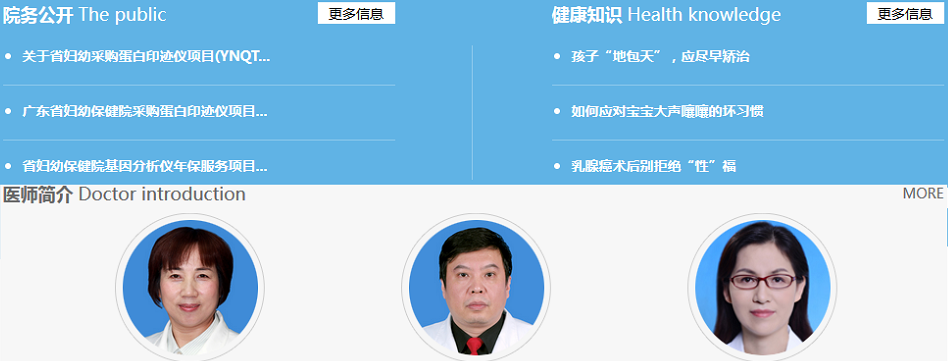 院务公开 The public
更多信息
关于省妇幼采购蛋白印迹仪项目(YNQT...
广东省妇幼保健院采购蛋白印迹仪项目...
省妇幼保健院基因分析仪年保服务项目...
健康知识 Health knowledge
更多信息
孩子“地包天”，应尽早矫治
如何应对宝宝大声嚷嚷的坏习惯
乳腺癌术后别拒绝“性”福
医师简介 Doctor introduction
MORE